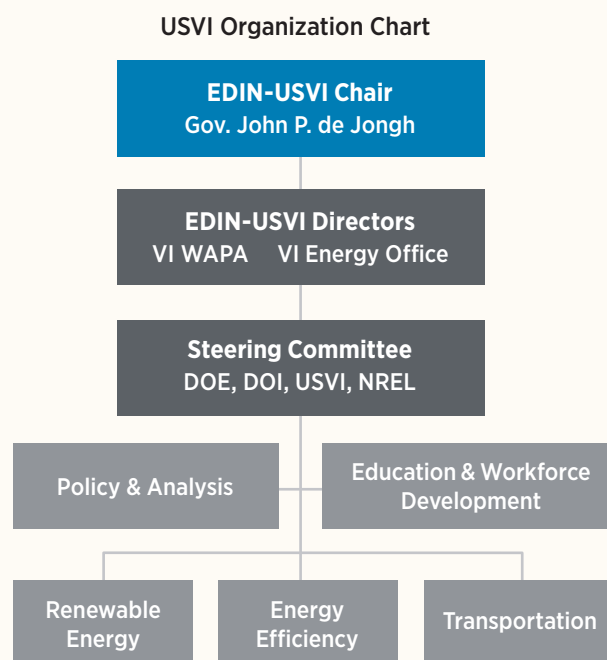 USVI Organization Chart
EDIN-USVI Chair
Gov. John P. de Jongh
EDIN-USVI Directors
VI WAPA VI Energy Office
Steering Committee
DOE, DOI, USVI, NREL
Policy & Analysis
Education & Workforce
Development
Renewable
Energy
Energy
Efficiency
Transportation